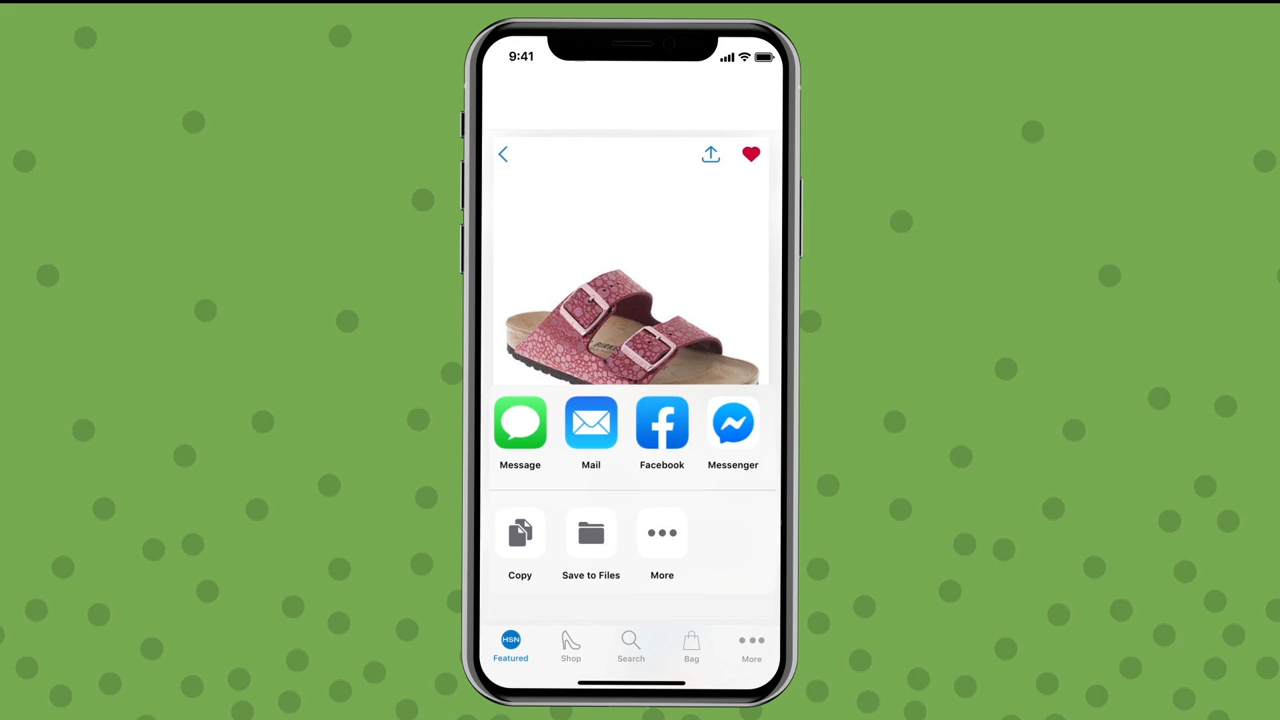 9:41
Message Mail Facebook Messenger
Copy Save to Files More
HSN
Featured Shop Search Bag More